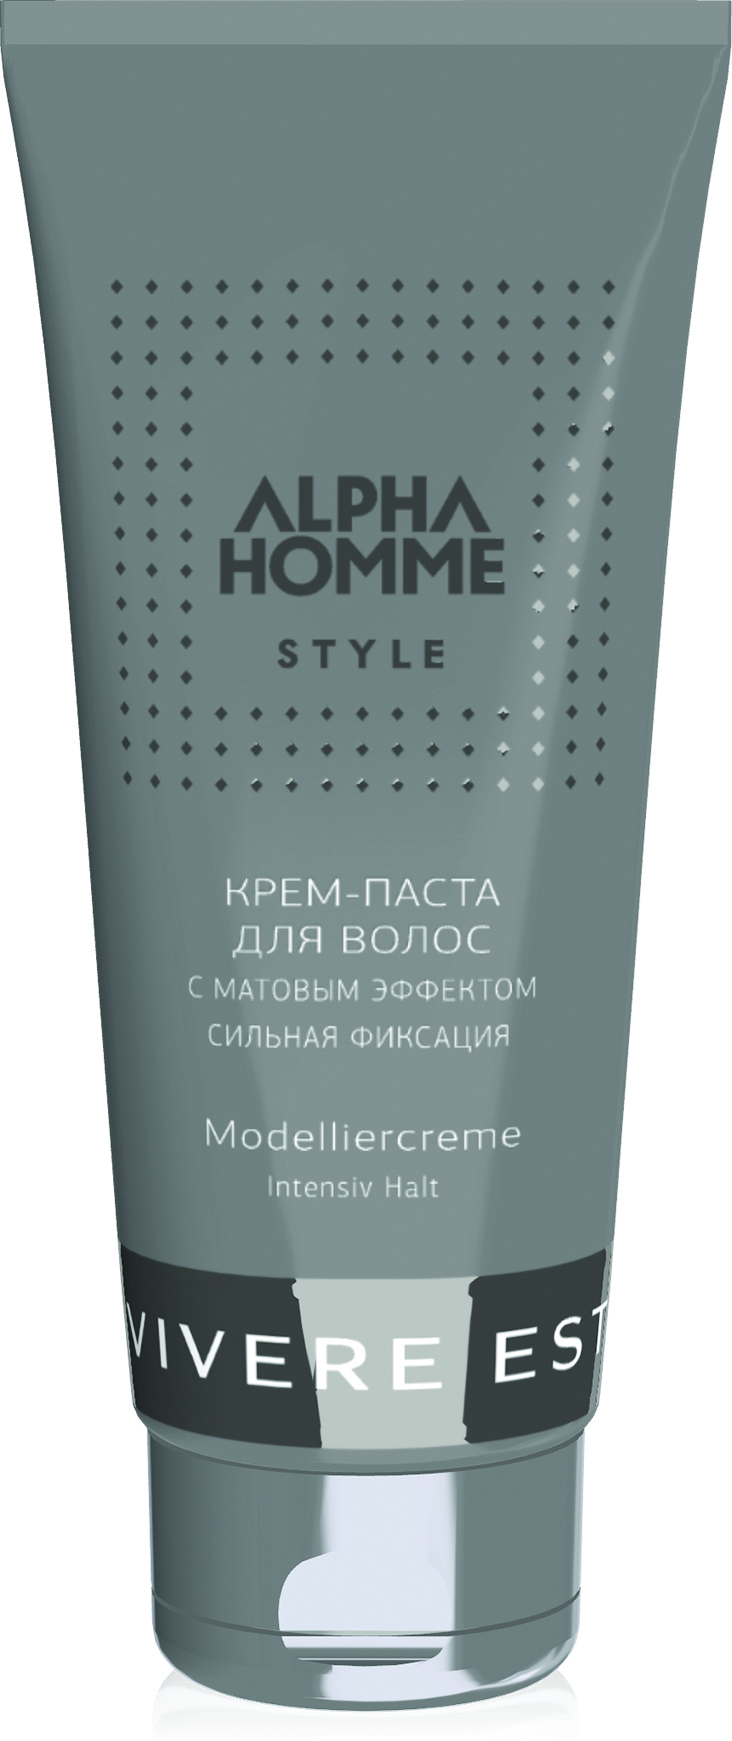 ALPHA
HOMME
STYLE
КРЕМ-ПАСТА
ДЛЯ ВОЛОС
С МАТОВЫМ ЭФФЕКТОМ
СИЛЬНАЯ ФИКСАЦИЯ
Modelliercreme
Intensiv Halt
VIVERE EST